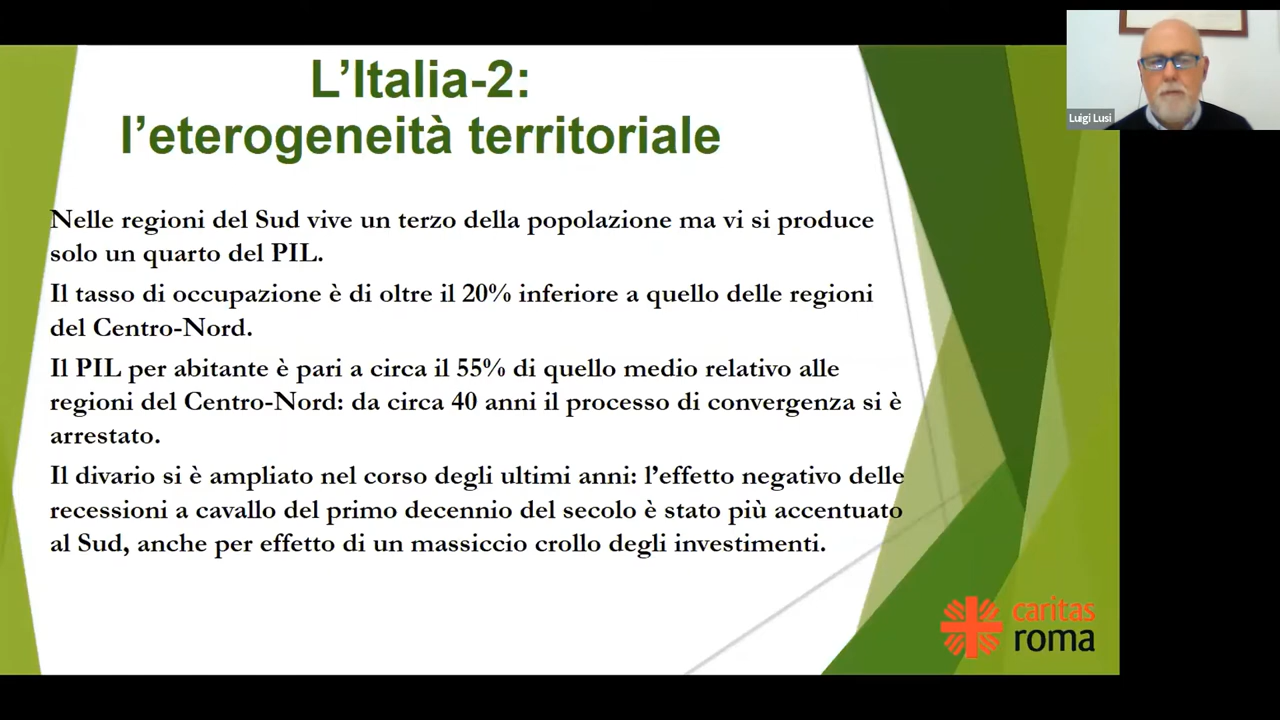 L'Italia-2:
l'eterogeneità territoriale
Nelle regioni del Sud vive un terzo della popolazione ma vi si produce
solo un quarto del PIL.
Il tasso di occupazione è di oltre il 20% inferiore a quello delle regioni
del Centro-Nord.
Il PIL per abitante è pari a circa il 55% di quello medio relativo alle
regioni del Centro-Nord: da circa 40 anni il processo di convergenza si è
arrestato.
Il divario si è ampliato nel corso degli ultimi anni: l'effetto negativo delle
recessioni a cavallo del primo decennio del secolo è stato più accentuato
al Sud, anche per effetto di un massiccio crollo degli investimenti.
caritas
roma
Luigi Lusi